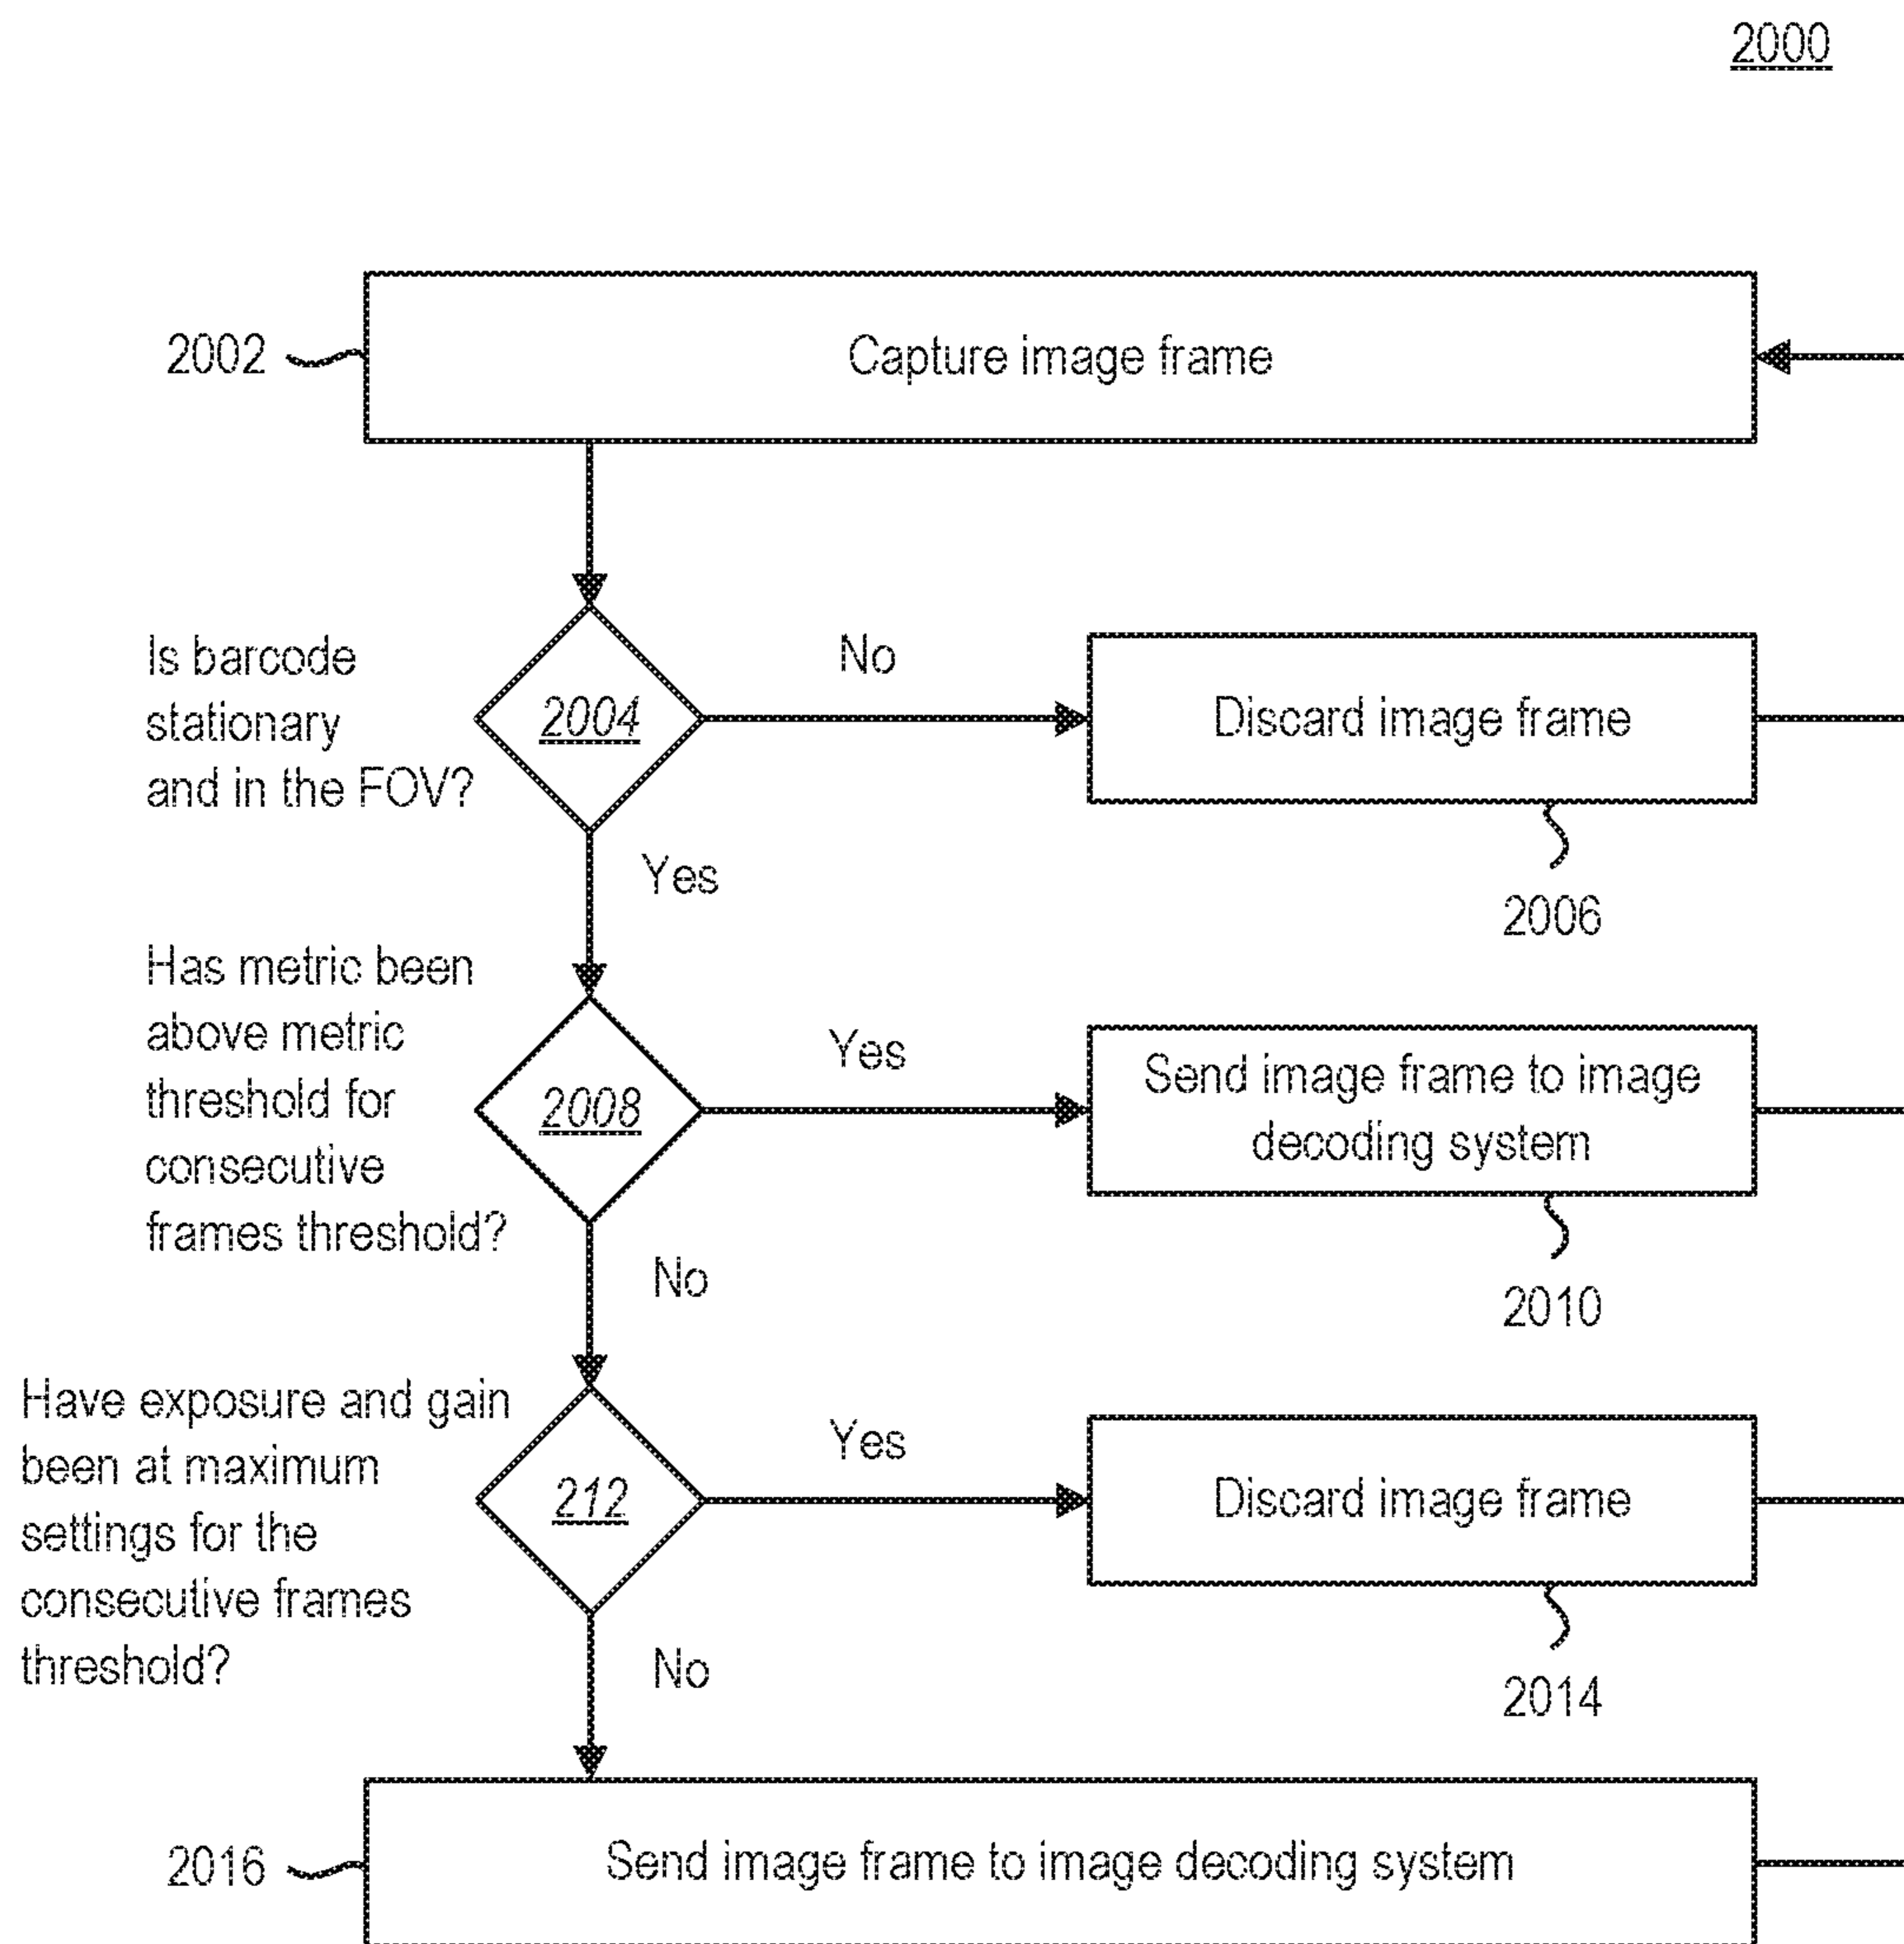 2000
2002
Capture image frame
Is barcode
stationary
and in the FOV?
2004
No
Discard image frame
2006
Yes
Has metric been
above metric
threshold for
consecutive
frames threshold?
2008
Yes
Send image frame to image
decoding system
2010
No
Have exposure and gain
been at maximum
settings for the
consecutive frames
threshold?
212
Yes
Discard image frame
2014
No
2016
Send image frame to image decoding system